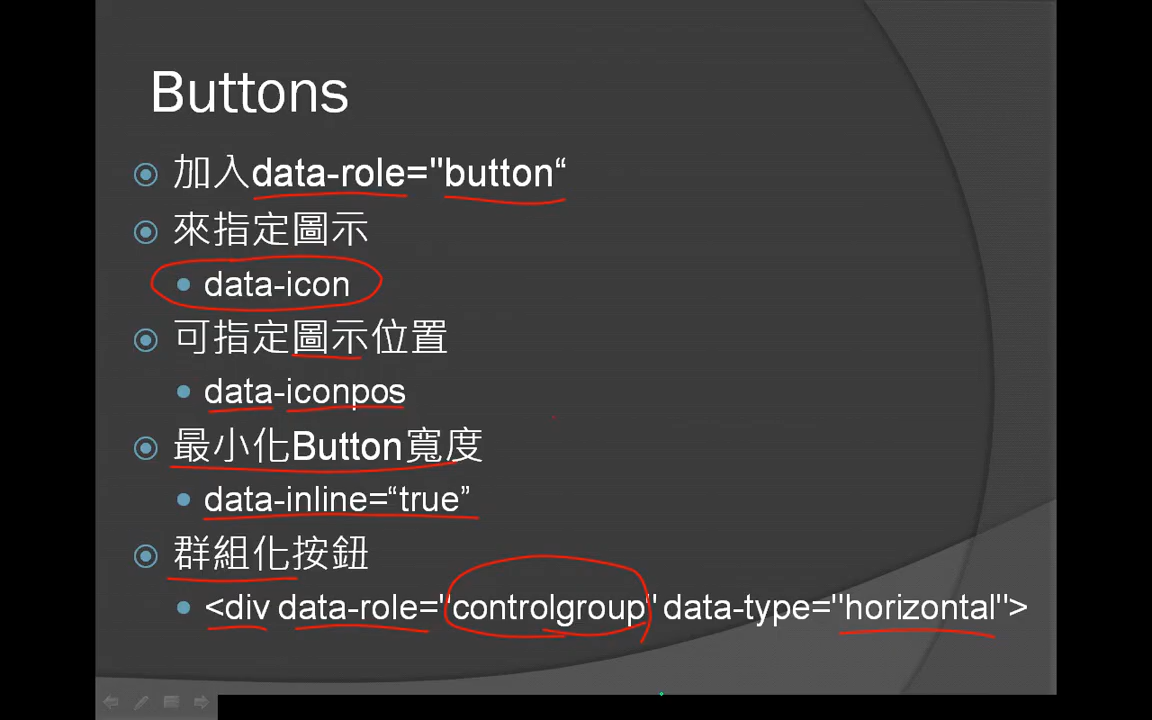 Buttons
加入data-role="button“
來指定圖示
data-icon
可指定圖示位置
data-iconpos
最小化Button寬度
data-inline=“true”
群組化按鈕
<div data-role="controlgroup" data-type="horizontal">